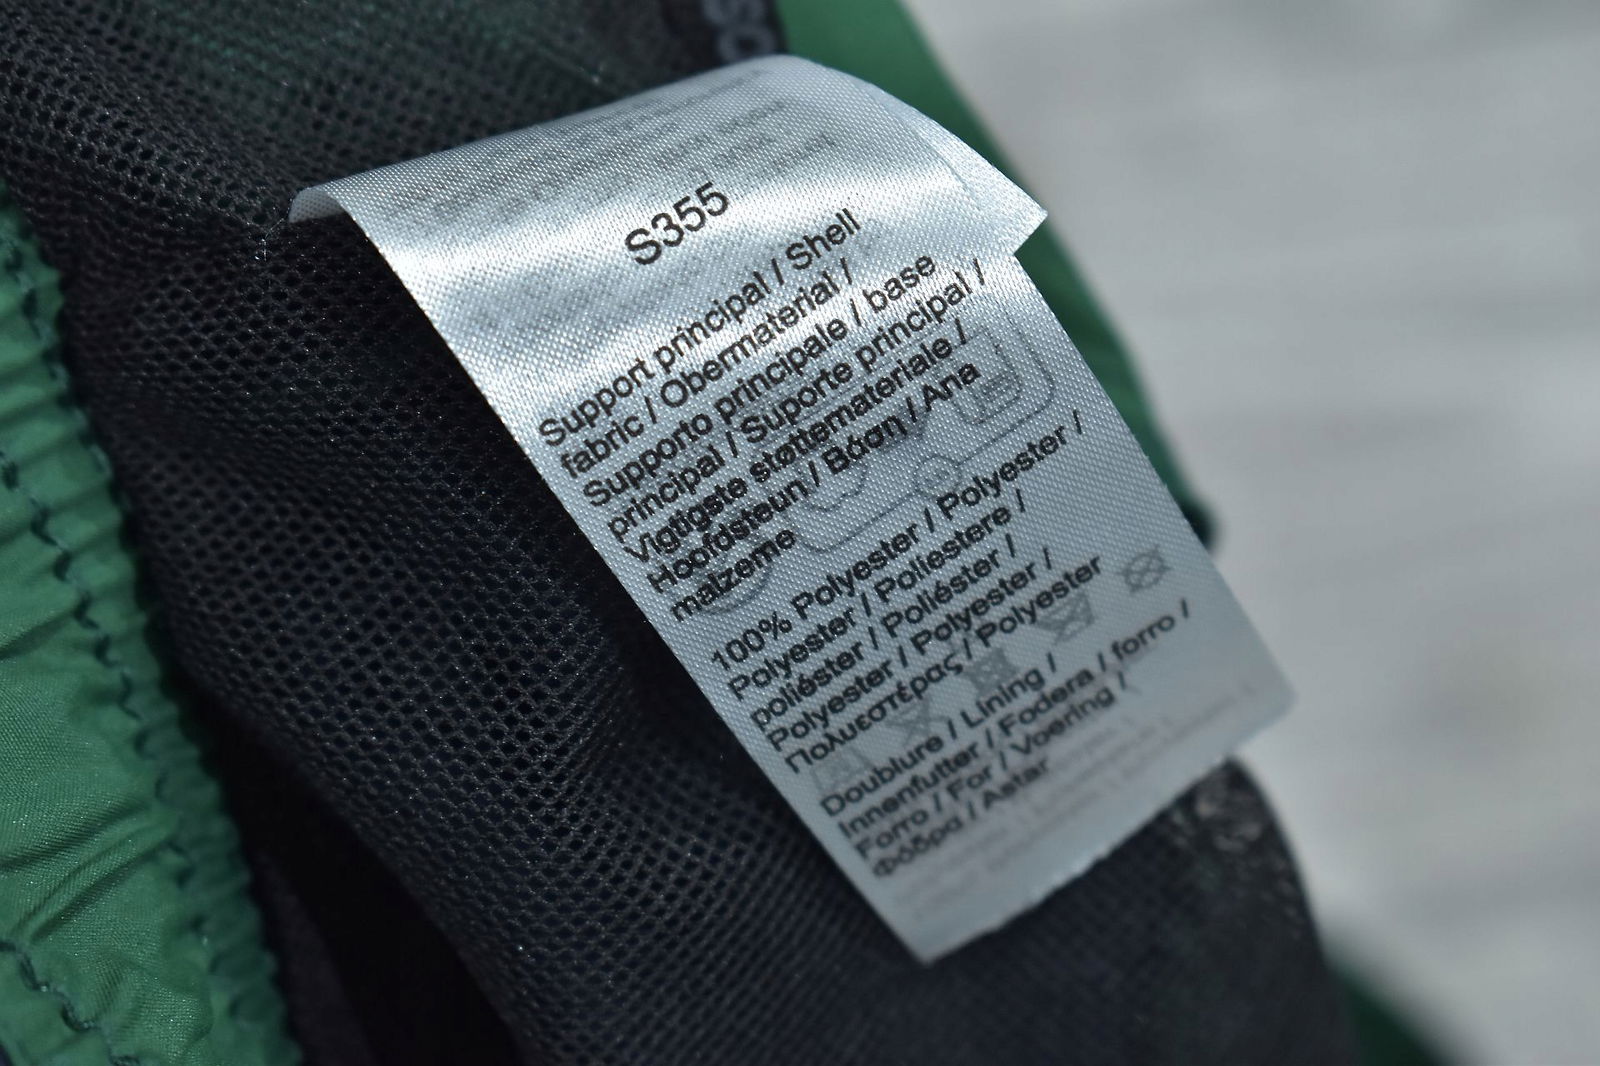 S355
Support principal / Shell
fabric / Obermaterial /
Supporto principale / base
principal / Suporte principal /
Vigtigste støttemateriale /
Hoofdsteun / Βάση / Ana
malzeme
100% Polyester / Polyester /
Polyester / Poliestere /
poliéster / Poliéster /
Polyester / Polyester /
Πολυεστέρας / Polyester
Doublure / Lining /
Innenfutter / Fodera / forro /
Forro / For / Voering /
Φόδρα / Astar